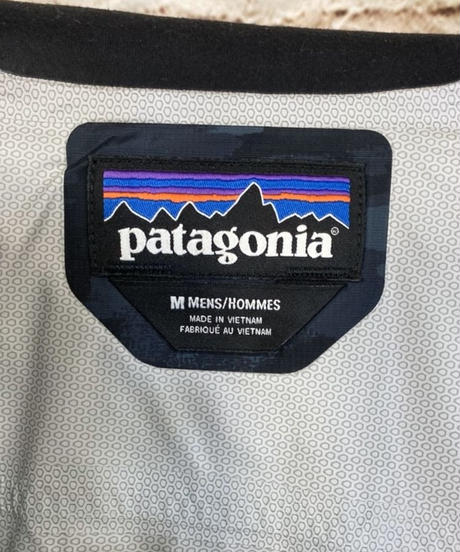 patagonia®
M MENS/HOMMES
MADE IN VIETNAM
FABRIQUÉ AU VIETNAM